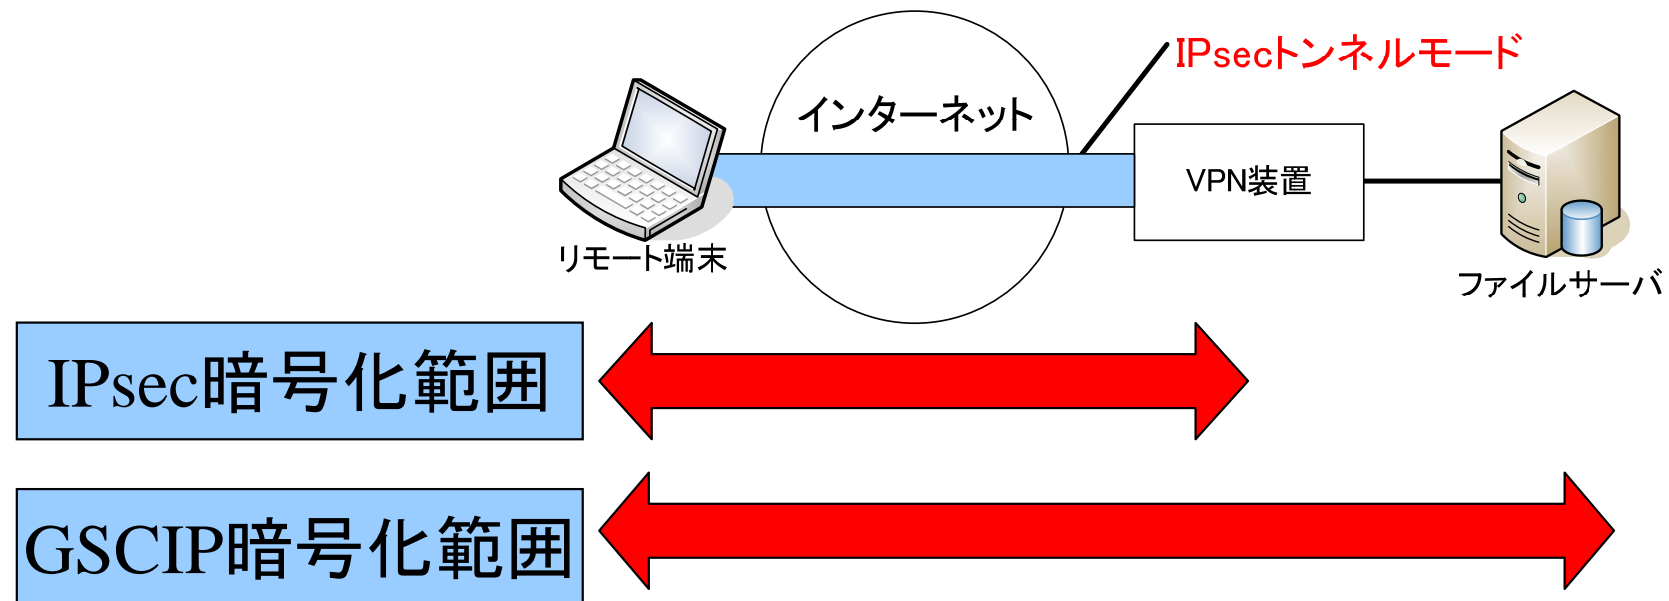 IPsecトンネルモード
インターネット
VPN装置
リモート端末
ファイルサーバ
IPsec暗号化範囲
GSCIP暗号化範囲